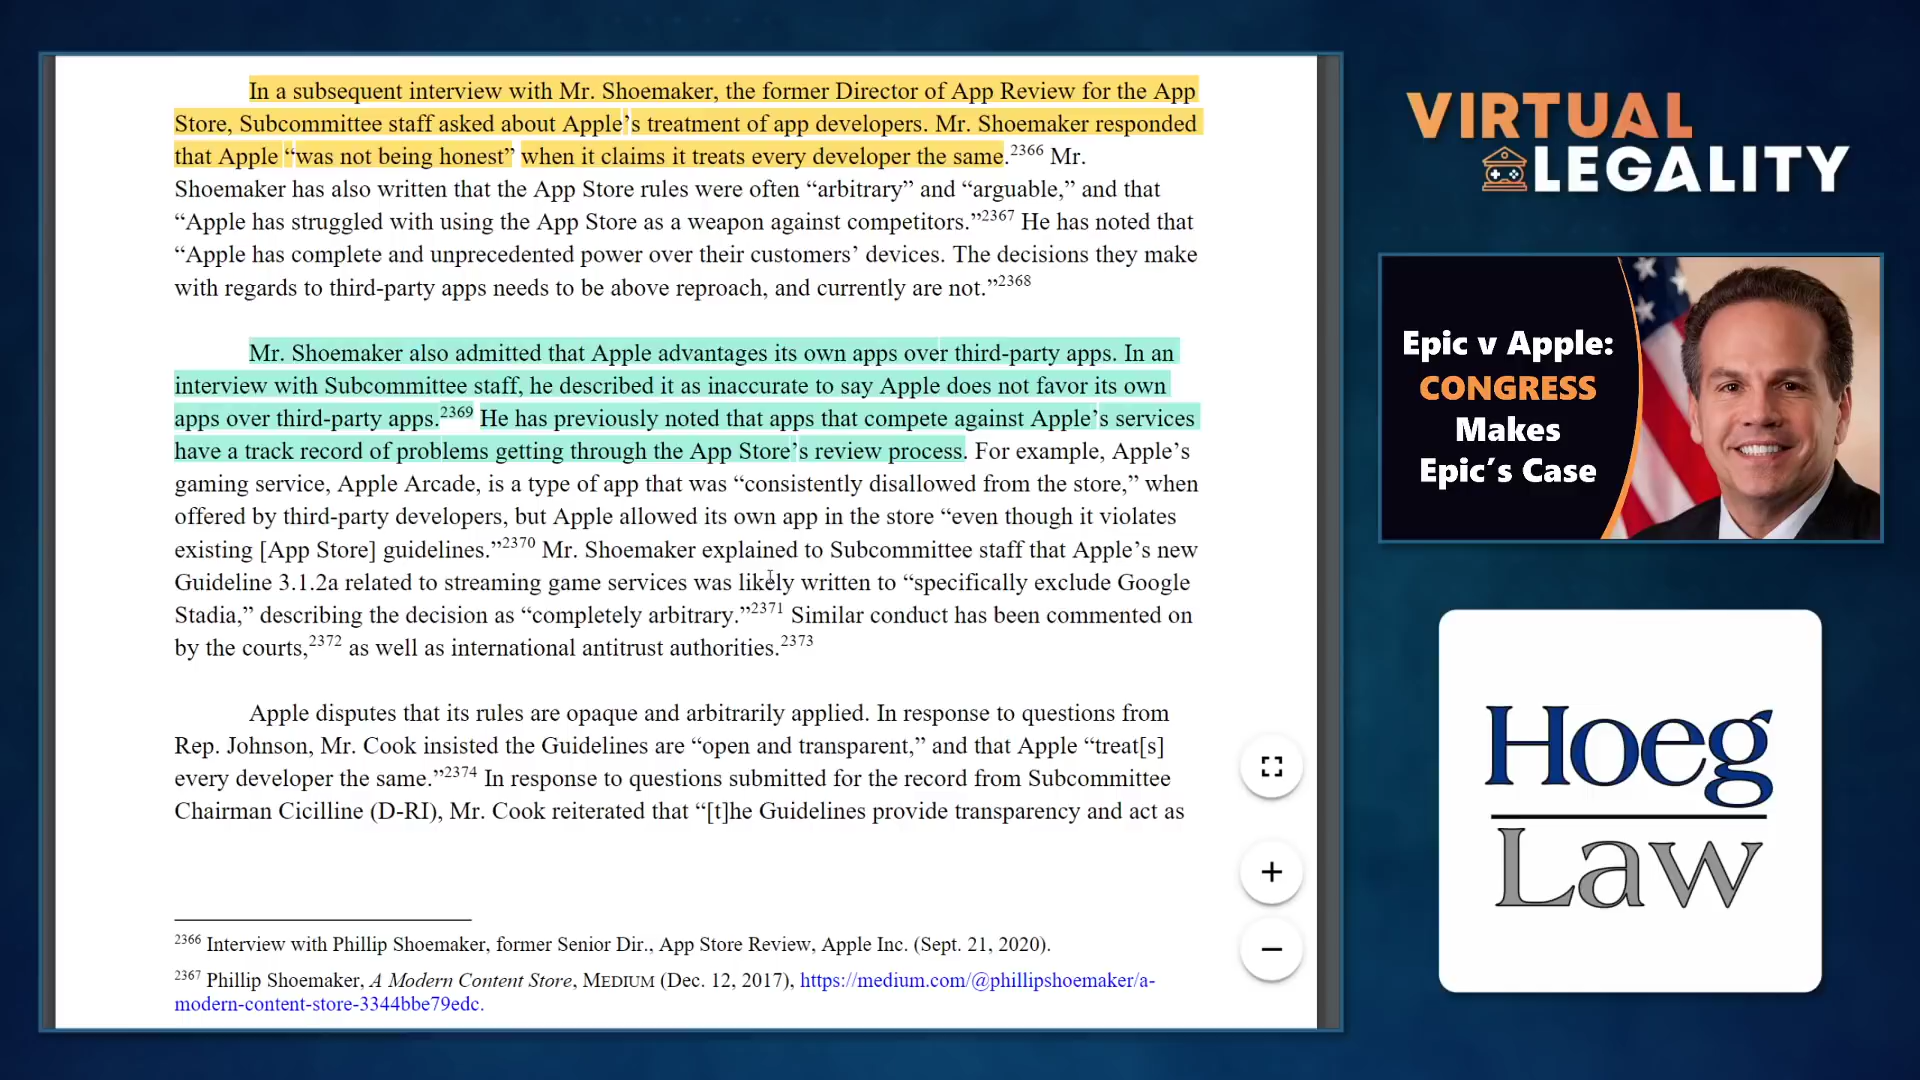 In a subsequent interview with Mr. Shoemaker, the former Director of App Review for the App
Store, Subcommittee staff asked about Apple’s treatment of app developers. Mr. Shoemaker responded
that Apple “was not being honest” when it claims it treats every developer the same.2366 Mr.
Shoemaker has also written that the App Store rules were often “arbitrary” and “arguable,” and that
“Apple has struggled with using the App Store as a weapon against competitors.”2367 He has noted that
“Apple has complete and unprecedented power over their customers’ devices. The decisions they make
with regards to third-party apps needs to be above reproach, and currently are not.”2368
Mr. Shoemaker also admitted that Apple advantages its own apps over third-party apps. In an
interview with Subcommittee staff, he described it as inaccurate to say Apple does not favor its own
apps over third-party apps.2369 He has previously noted that apps that compete against Apple’s services
have a track record of problems getting through the App Store’s review process. For example, Apple’s
gaming service, Apple Arcade, is a type of app that was “consistently disallowed from the store,” when
offered by third-party developers, but Apple allowed its own app in the store “even though it violates
existing [App Store] guidelines.”2370 Mr. Shoemaker explained to Subcommittee staff that Apple’s new
Guideline 3.1.2a related to streaming game services was likely written to “specifically exclude Google
Stadia,” describing the decision as “completely arbitrary.”2371 Similar conduct has been commented on
by the courts,2372 as well as international antitrust authorities.2373
Apple disputes that its rules are opaque and arbitrarily applied. In response to questions from
Rep. Johnson, Mr. Cook insisted the Guidelines are “open and transparent,” and that Apple “treat[s]
every developer the same.”2374 In response to questions submitted for the record from Subcommittee
Chairman Cicilline (D-RI), Mr. Cook reiterated that “[t]he Guidelines provide transparency and act as
2366 Interview with Phillip Shoemaker, former Senior Dir., App Store Review, Apple Inc. (Sept. 21, 2020).
2367 Phillip Shoemaker, A Modern Content Store, MEDIUM (Dec. 12, 2017), https://medium.com/@phillipshoemaker/a-
modern-content-store-3344bbe79edc.
VIRTUAL
LEGALITY
Epic v Apple:
CONGRESS
Makes
Epic’s Case
Hoeg
Law